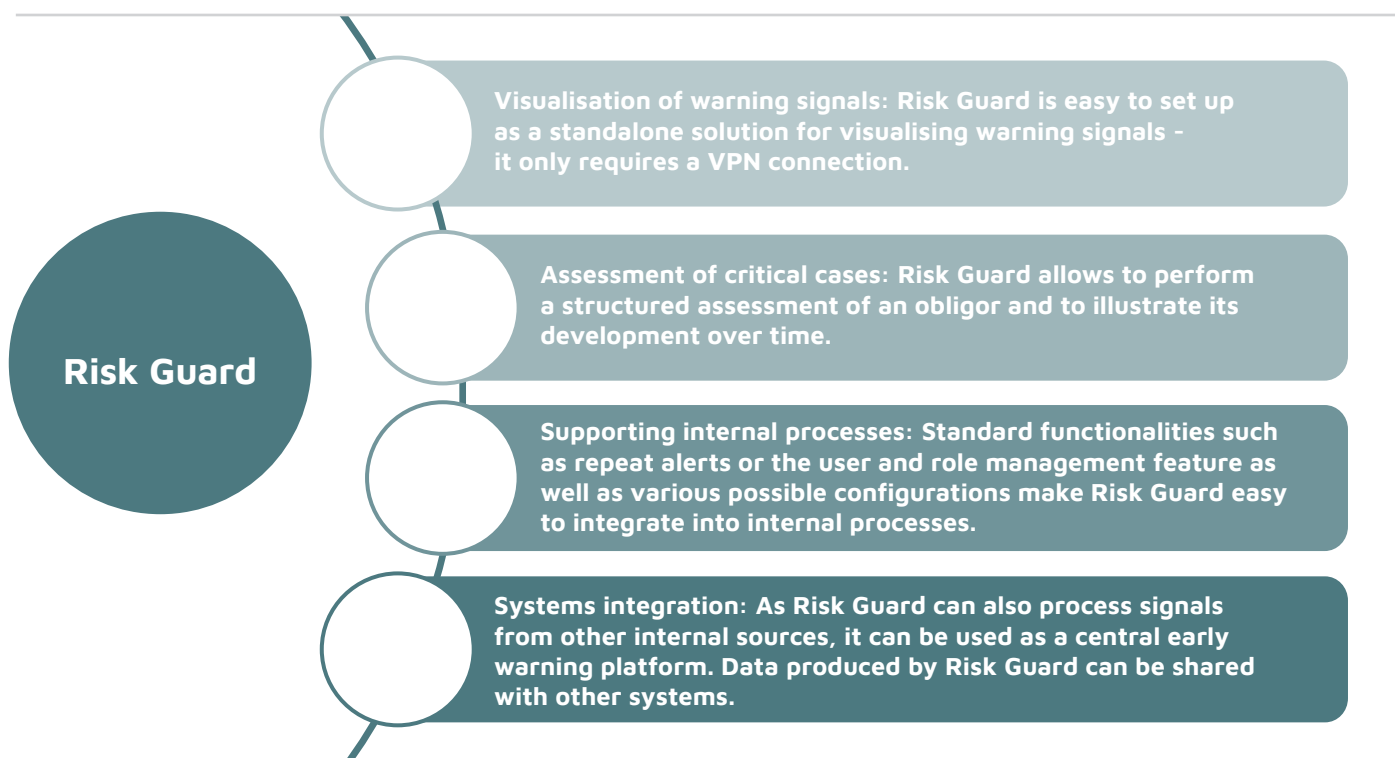 Risk Guard
Visualisation of warning signals: Risk Guard is easy to set up
as a standalone solution for visualising warning signals -
it only requires a VPN connection.
Assessment of critical cases: Risk Guard allows to perform
a structured assessment of an obligor and to illustrate its
development over time.
Supporting internal processes: Standard functionalities such
as repeat alerts or the user and role management feature as
well as various possible configurations make Risk Guard easy
to integrate into internal processes.
Systems integration: As Risk Guard can also process signals
from other internal sources, it can be used as a central early
warning platform. Data produced by Risk Guard can be shared
with other systems.